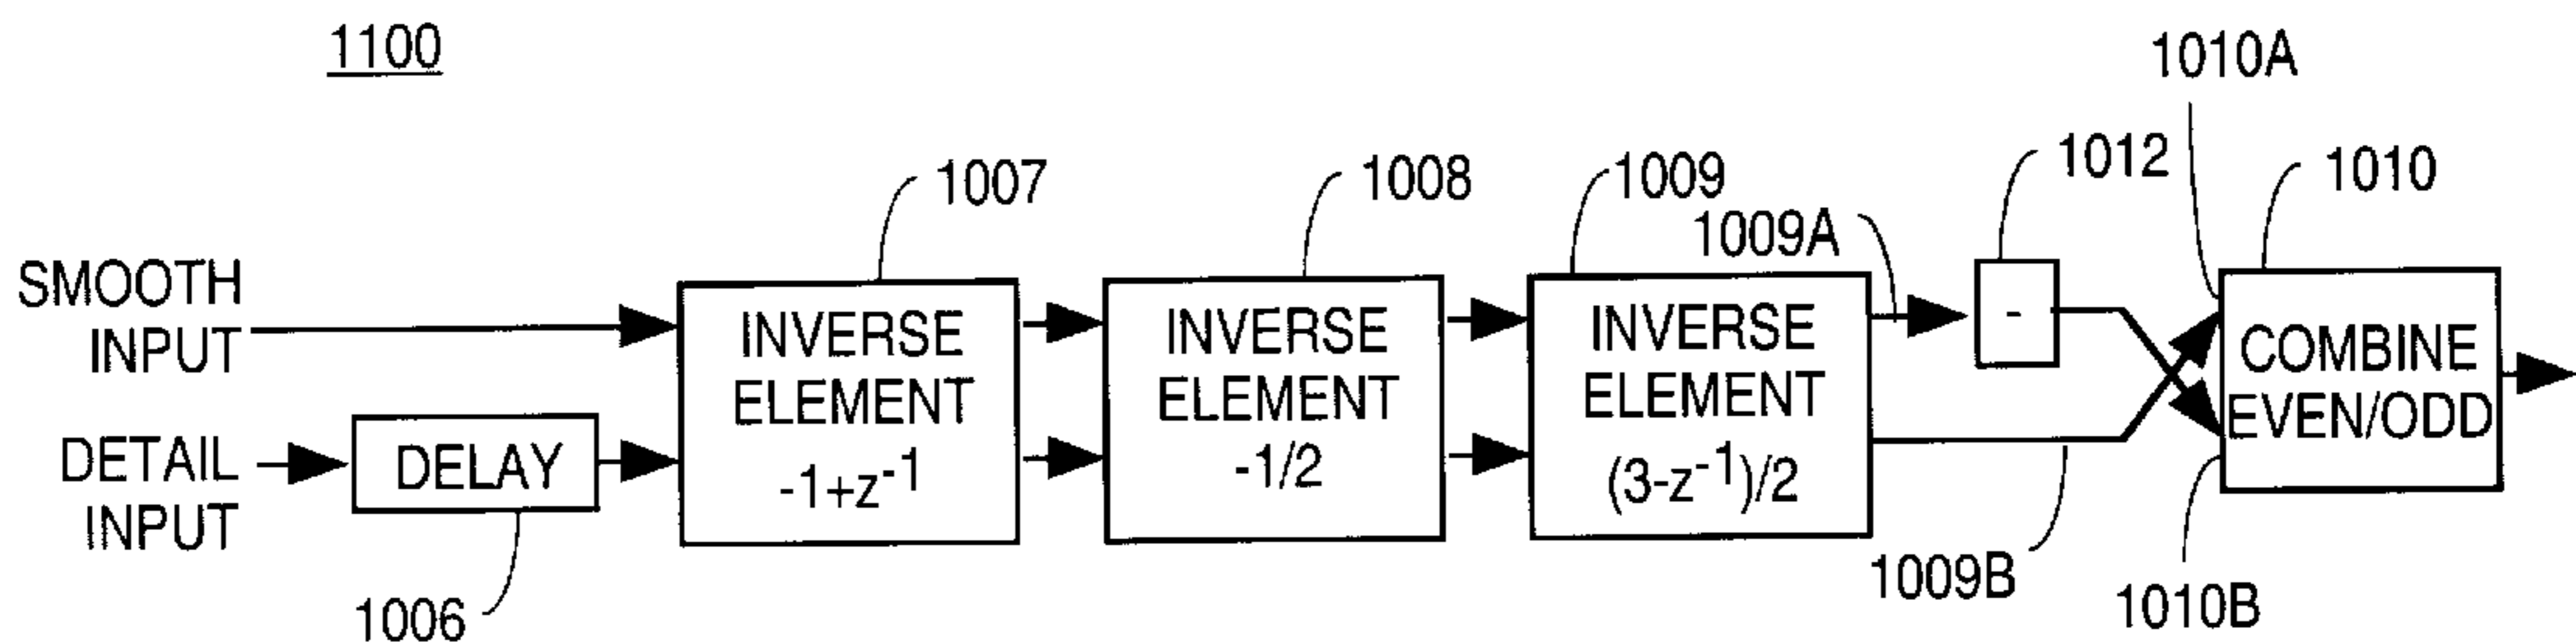 1100
SMOOTH
INPUT
DETAIL
INPUT
DELAY
1006
1007
INVERSE
ELEMENT
-1+z⁻¹
1008
INVERSE
ELEMENT
-1/2
1009
1009A
INVERSE
ELEMENT
(3-z⁻¹)/2
1009B
1012
-
1010A
1010
COMBINE
EVEN/ODD
1010B